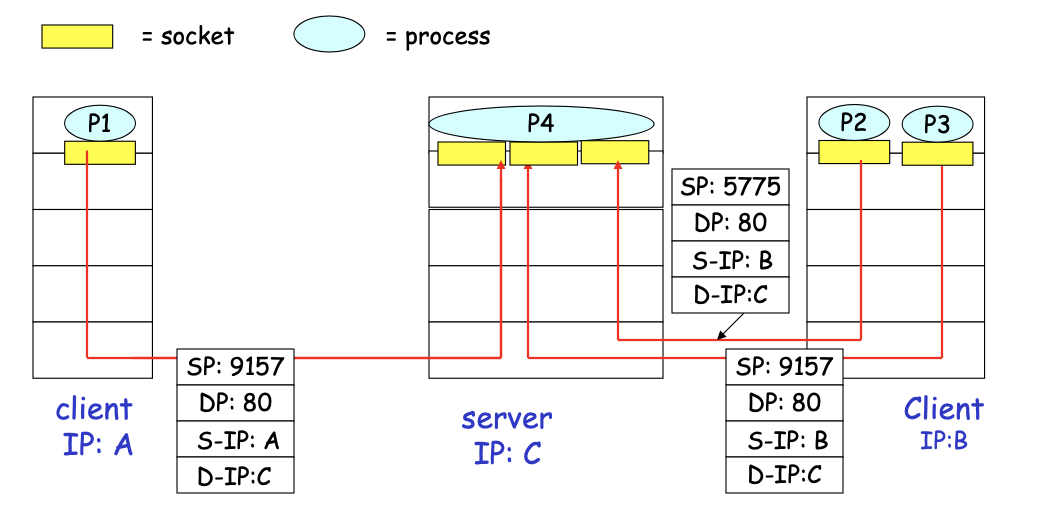 = socket
= process
P1
P4
P2
P3
SP: 5775
DP: 80
S-IP: B
D-IP:C
SP: 9157
DP: 80
S-IP: A
D-IP:C
SP: 9157
DP: 80
S-IP: B
D-IP:C
client
IP: A
server
IP: C
Client
IP:B